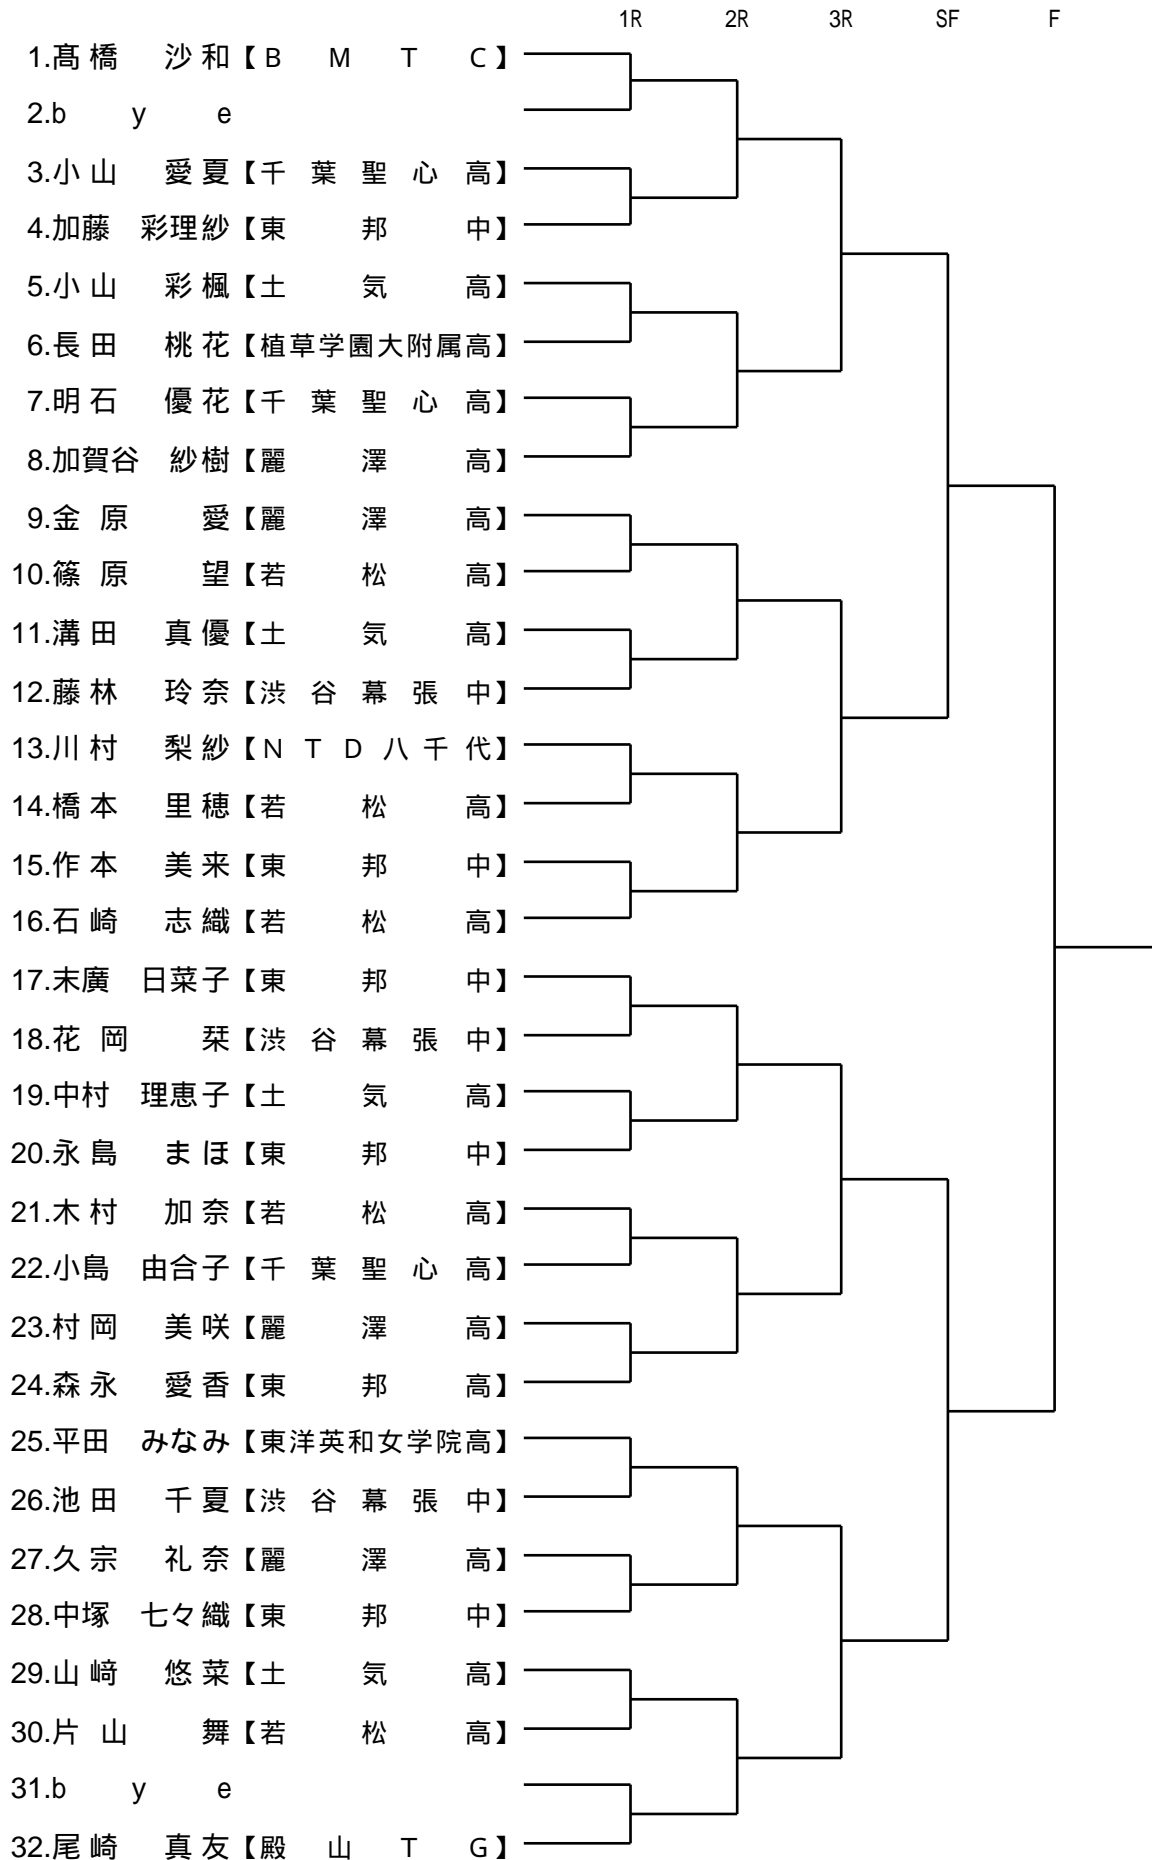 1R 2R 3R SF F
1.髙橋 沙和【BMTC】
2.bye
3.小山 愛夏【千葉聖心高】
4.加藤 彩理紗【東邦中】
5.小山 彩楓【土気高】
6.長田 桃花【植草学園大附属高】
7.明石 優花【千葉聖心高】
8.加賀谷 紗樹【麗澤高】
9.金原 愛【麗澤高】
10.篠原 望【若松高】
11.溝田 真優【土気高】
12.藤林 玲奈【渋谷幕張中】
13.川村 梨紗【NTD八千代】
14.橋本 里穂【若松高】
15.作本 美来【東邦中】
16.石崎 志織【若松高】
17.末廣 日菜子【東邦中】
18.花岡 栞【渋谷幕張中】
19.中村 理恵子【土気高】
20.永島 まほ【東邦中】
21.木村 加奈【若松高】
22.小島 由合子【千葉聖心高】
23.村岡 美咲【麗澤高】
24.森永 愛香【東邦高】
25.平田 みなみ【東洋英和女学院高】
26.池田 千夏【渋谷幕張中】
27.久宗 礼奈【麗澤高】
28.中塚 七々織【東邦中】
29.山﨑 悠菜【土気高】
30.片山 舞【若松高】
31.bye
32.尾崎 真友【殿山TG】